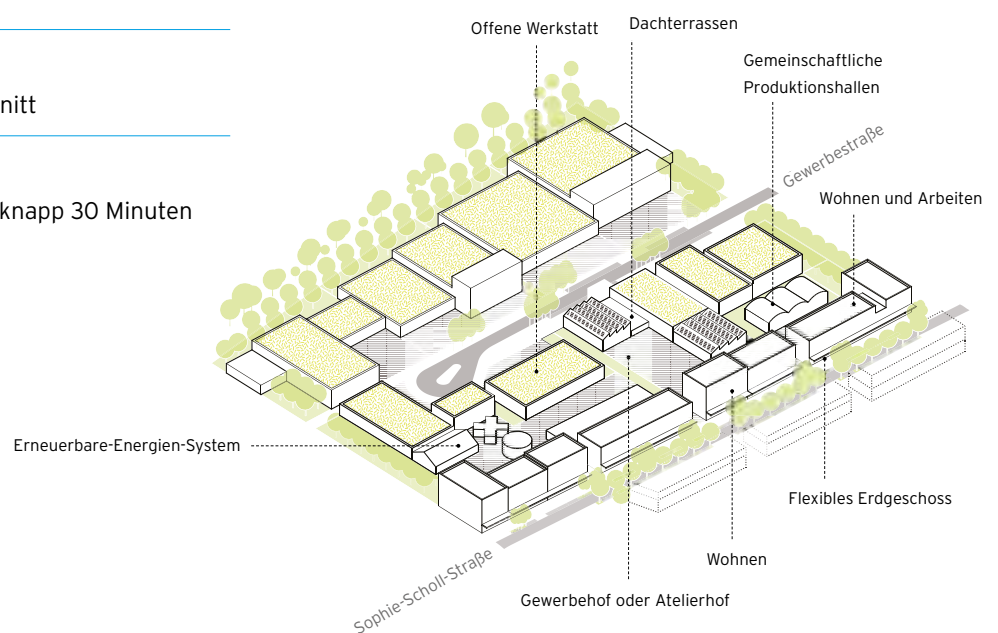 nitt
knapp 30 Minuten
Offene Werkstatt
Dachterrassen
Gemeinschaftliche
Produktionshallen
Gewerbestraße
Wohnen und Arbeiten
Erneuerbare-Energien-System
Flexibles Erdgeschoss
Wohnen
Sophie-Scholl-Straße
Gewerbehof oder Atelierhof